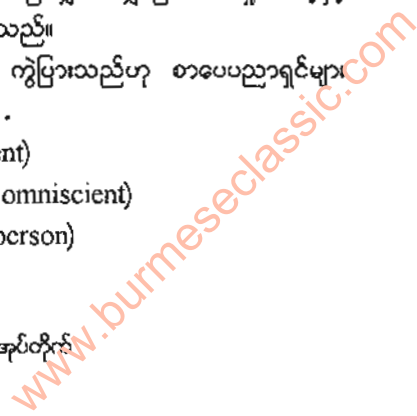 သည်။
ကွဲပြားသည်ဟု စာပေပညာရှင်များ
ent)
omniscient)
person)
အုပ်တိုက်
www.burmeseclassic.com